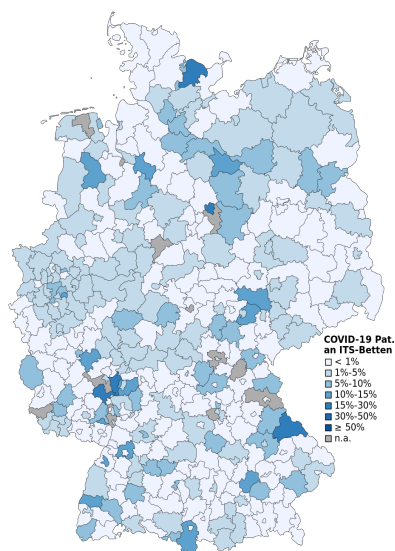 COVID-19 Pat.
an ITS-Betten
< 1%
1%-5%
5%-10%
10%-15%
15%-30%
30%-50%
≥ 50%
n.a.